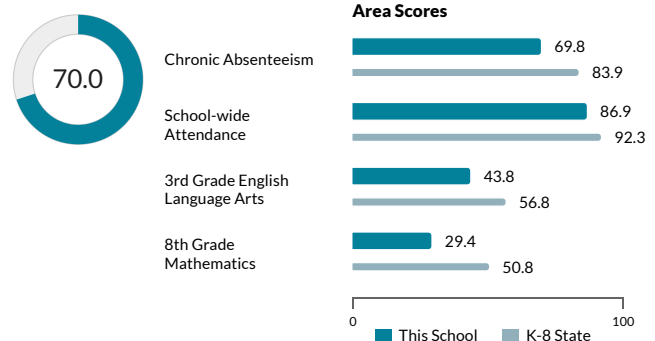 Area Scores
70.0
Chronic Absenteeism
69.8
83.9
School-wide
Attendance
86.9
92.3
3rd Grade English
Language Arts
43.8
56.8
8th Grade
Mathematics
29.4
50.8
0
100
This School
K-8 State